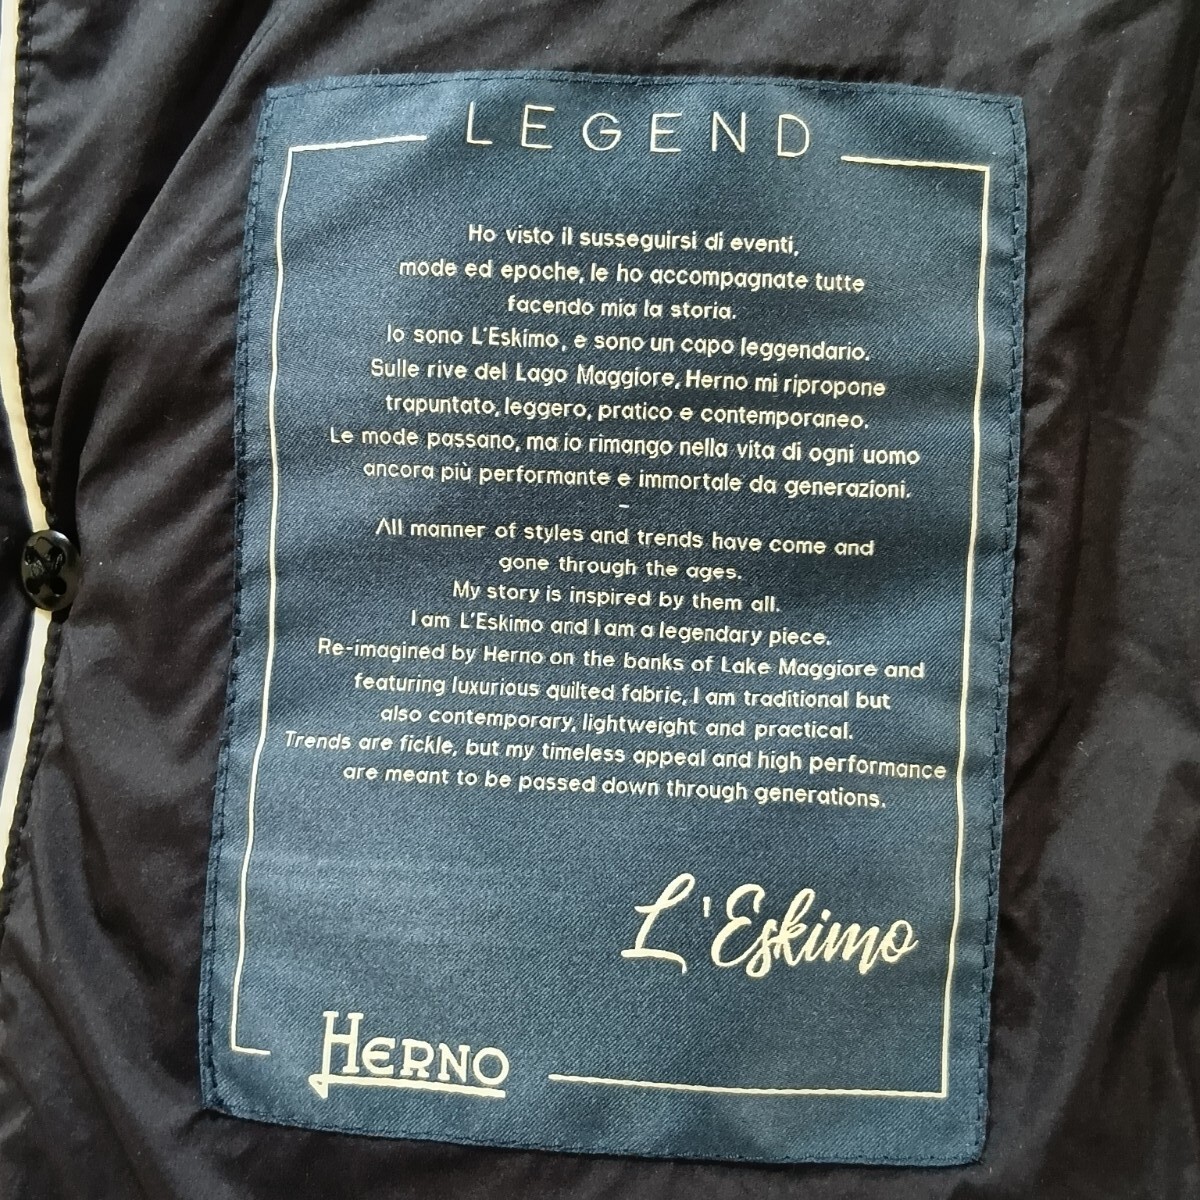 LEGEND
Ho visto il susseguirsi di eventi,
mode ed epoche, le ho accompagnate tutte
facendo mia la storia.
Io sono L'Eskimo, e sono un capo leggendario.
Sulle rive del Lago Maggiore, Herno mi ripropone
trapuntato, leggero, pratico e contemporaneo.
Le mode passano, ma io rimango nella vita di ogni uomo
ancora più performante e immortale da generazioni.
-
All manner of styles and trends have come and
gone through the ages.
My story is inspired by them all.
I am L'Eskimo and I am a legendary piece.
Re-imagined by Herno on the banks of Lake Maggiore and
featuring luxurious quilted fabric, I am traditional but
also contemporary, lightweight and practical.
Trends are fickle, but my timeless appeal and high performance
are meant to be passed down through generations.
L'Eskimo
HERNO